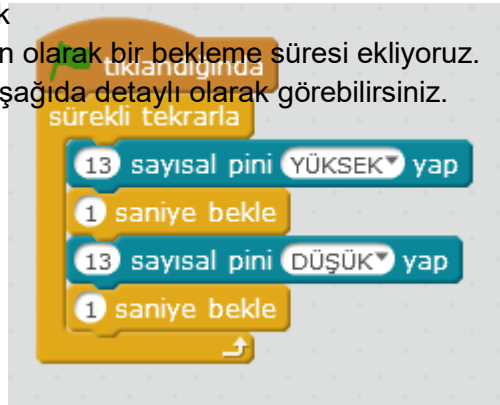 k
n olarak bir bekleme süresi ekliyoruz.
tıklandığında
şağıda detaylı olarak görebilirsiniz.
sürekli tekrarla
13 sayısal pini YÜKSEK yap
1 saniye bekle
13 sayısal pini DÜŞÜK yap
1 saniye bekle